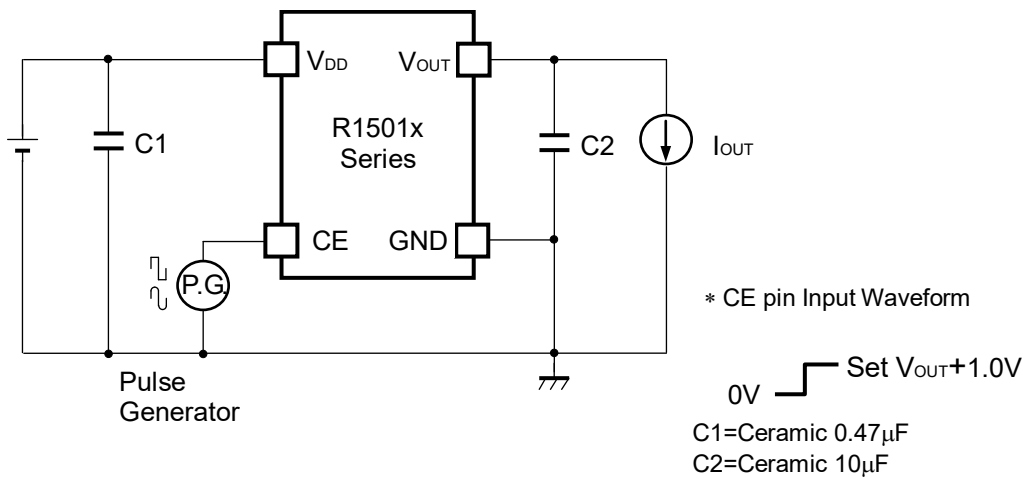 VDD
VOUT
R1501x
Series
C1
C2
IOUT
CE
GND
P.G.
Pulse
Generator
* CE pin Input Waveform
Set VOUT+1.0V
0V
C1=Ceramic 0.47μF
C2=Ceramic 10μF